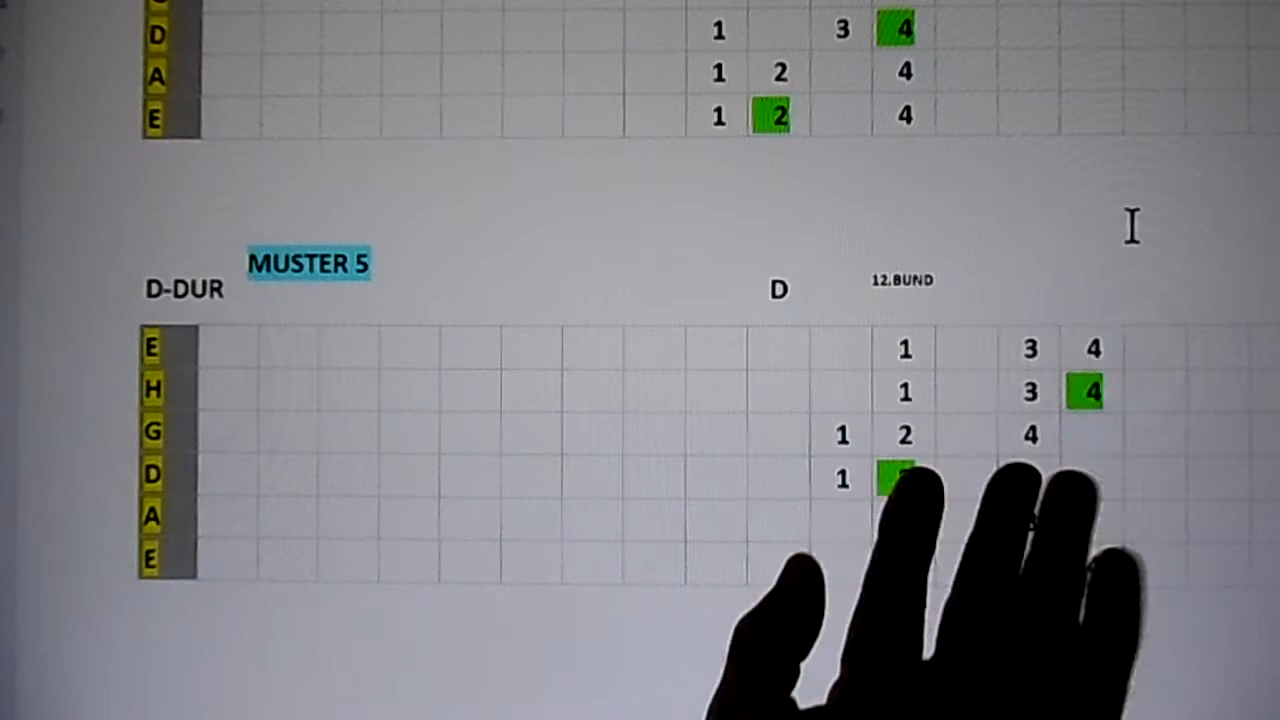 D 1 3 4
A 1 2 4
E 1 2 4
MUSTER 5
D-DUR D 12.BUND
E 1 3 4
H 1 3 4
G 1 2 4
D 1
A
E